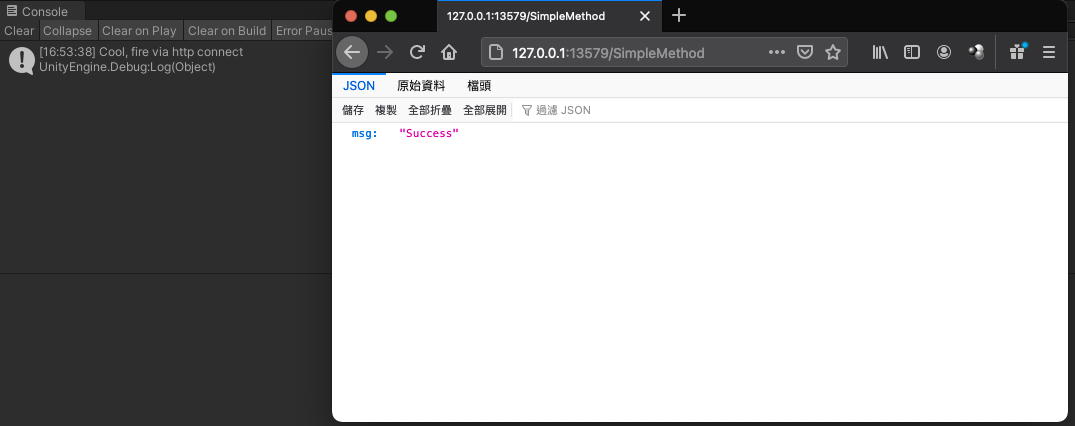 Console
Clear Collapse Clear on Play Clear on Build Error Paus
[16:53:38] Cool, fire via http connect
UnityEngine.Debug:Log(Object)
127.0.0.1:13579/SimpleMethod
127.0.0.1:13579/SimpleMethod
JSON 原始資料 檔頭
儲存 複製 全部折疊 全部展開 過濾 JSON
msg: "Success"